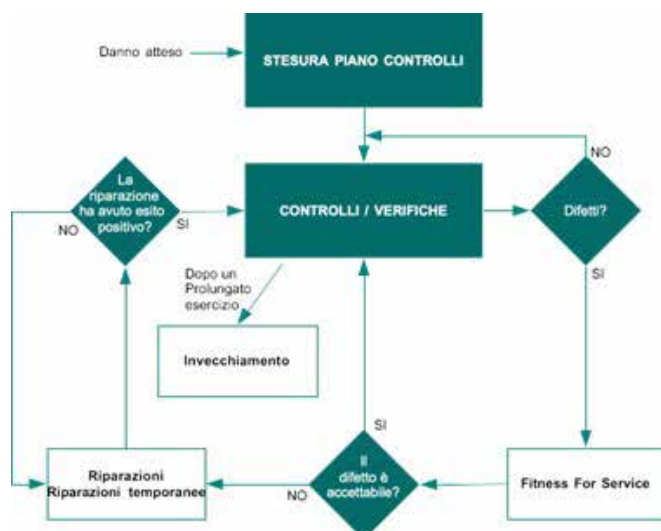 Danno atteso
STESURA PIANO CONTROLLI
NO
La
riparazione
ha avuto esito
positivo?
NO
SI
CONTROLLI / VERIFICHE
Difetti?
SI
Dopo un
Prolungato
esercizio
Invecchiamento
SI
Il
difetto è
accettabile?
NO
Riparazioni
Riparazioni temporanee
Fitness For Service